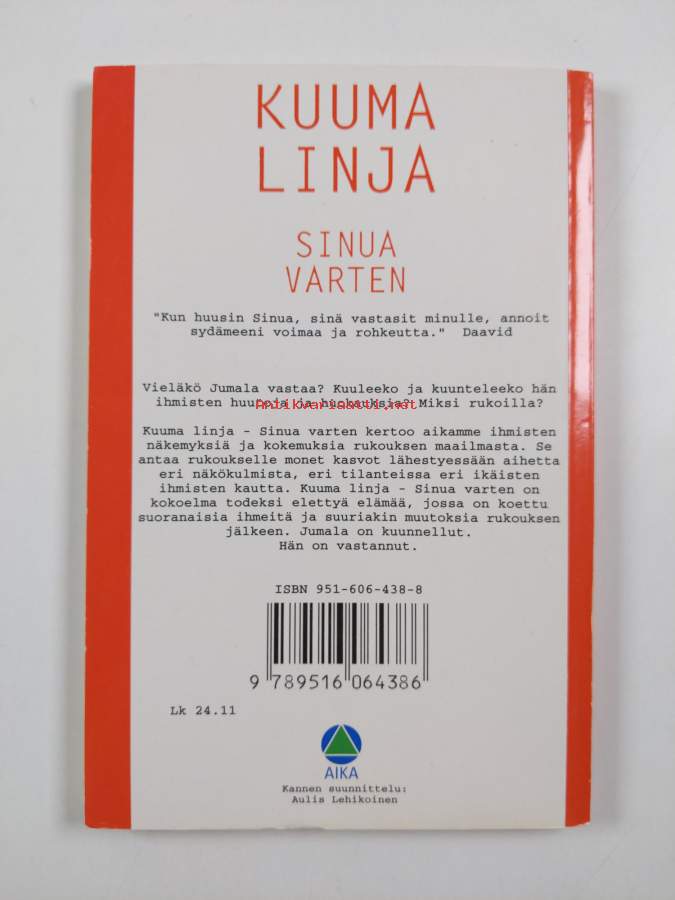 KUUMA
LINJA
SINUA
VARTEN
"Kun huusin Sinua, sinä vastasit minulle, annoit
sydämeeni voimaa ja rohkeutta." Daavid
Vieläkö Jumala vastaa? Kuuleeko ja kuunteleeko hän
ihmisten huutoja ja huokauksia? Miksi rukoilla?
Antikvariaatti.net
Kuuma linja - Sinua varten kertoo aikamme ihmisten
näkemyksiä ja kokemuksia rukouksen maailmasta. Se
antaa rukoukselle monet kasvot lähestyessään aihetta
eri näkökulmista, eri tilanteissa eri ikäisten
ihmisten kautta. Kuuma linja - Sinua varten on
kokoelma todeksi elettyä elämää, jossa on koettu
suoranaisia ihmeitä ja suuriakin muutoksia rukouksen
jälkeen. Jumala on kuunnellut.
Hän on vastannut.
ISBN 951-606-438-8
9 789516 064386
Lk 24.11
AIKA
Kannen suunnittelu:
Aulis Lehikoinen